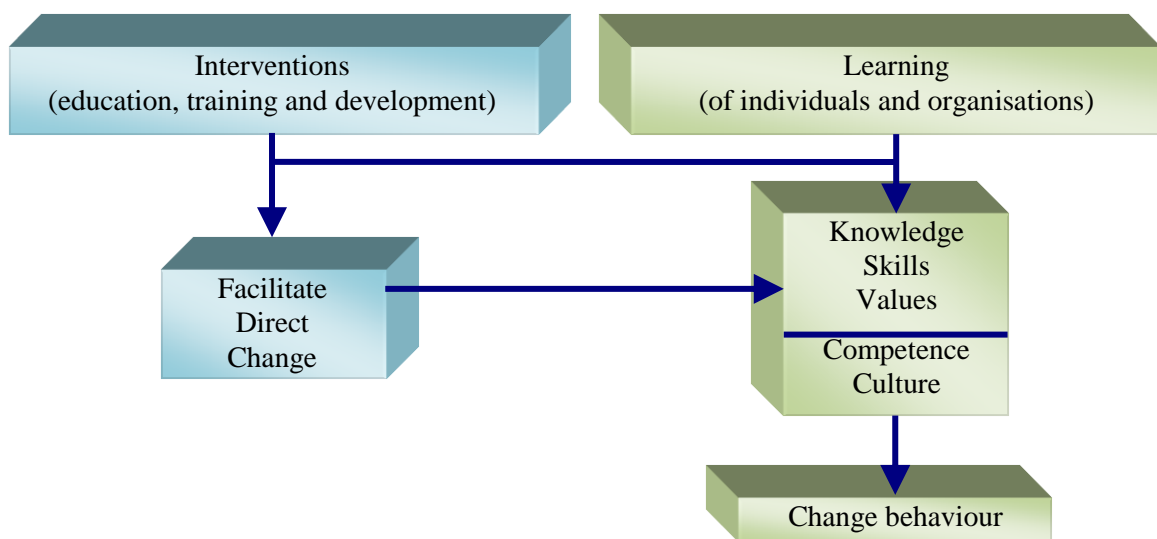 Interventions
(education, training and development)
Learning
(of individuals and organisations)
Facilitate
Direct
Change
Knowledge
Skills
Values
Competence
Culture
Change behaviour